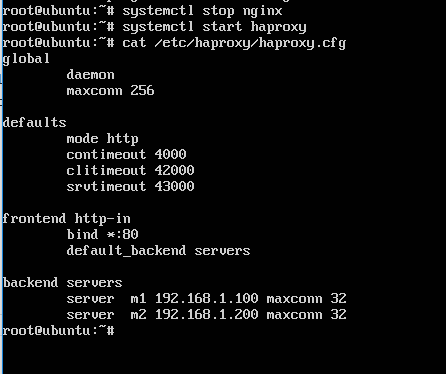 root@ubuntu:~# systemctl stop nginx
root@ubuntu:~# systemctl start haproxy
root@ubuntu:~# cat /etc/haproxy/haproxy.cfg
global
        daemon
        maxconn 256

defaults
        mode http
        contimeout 4000
        clitimeout 42000
        srvtimeout 43000

frontend http-in
        bind *:80
        default_backend servers

backend servers
        server  m1 192.168.1.100 maxconn 32
        server  m2 192.168.1.200 maxconn 32
root@ubuntu:~#